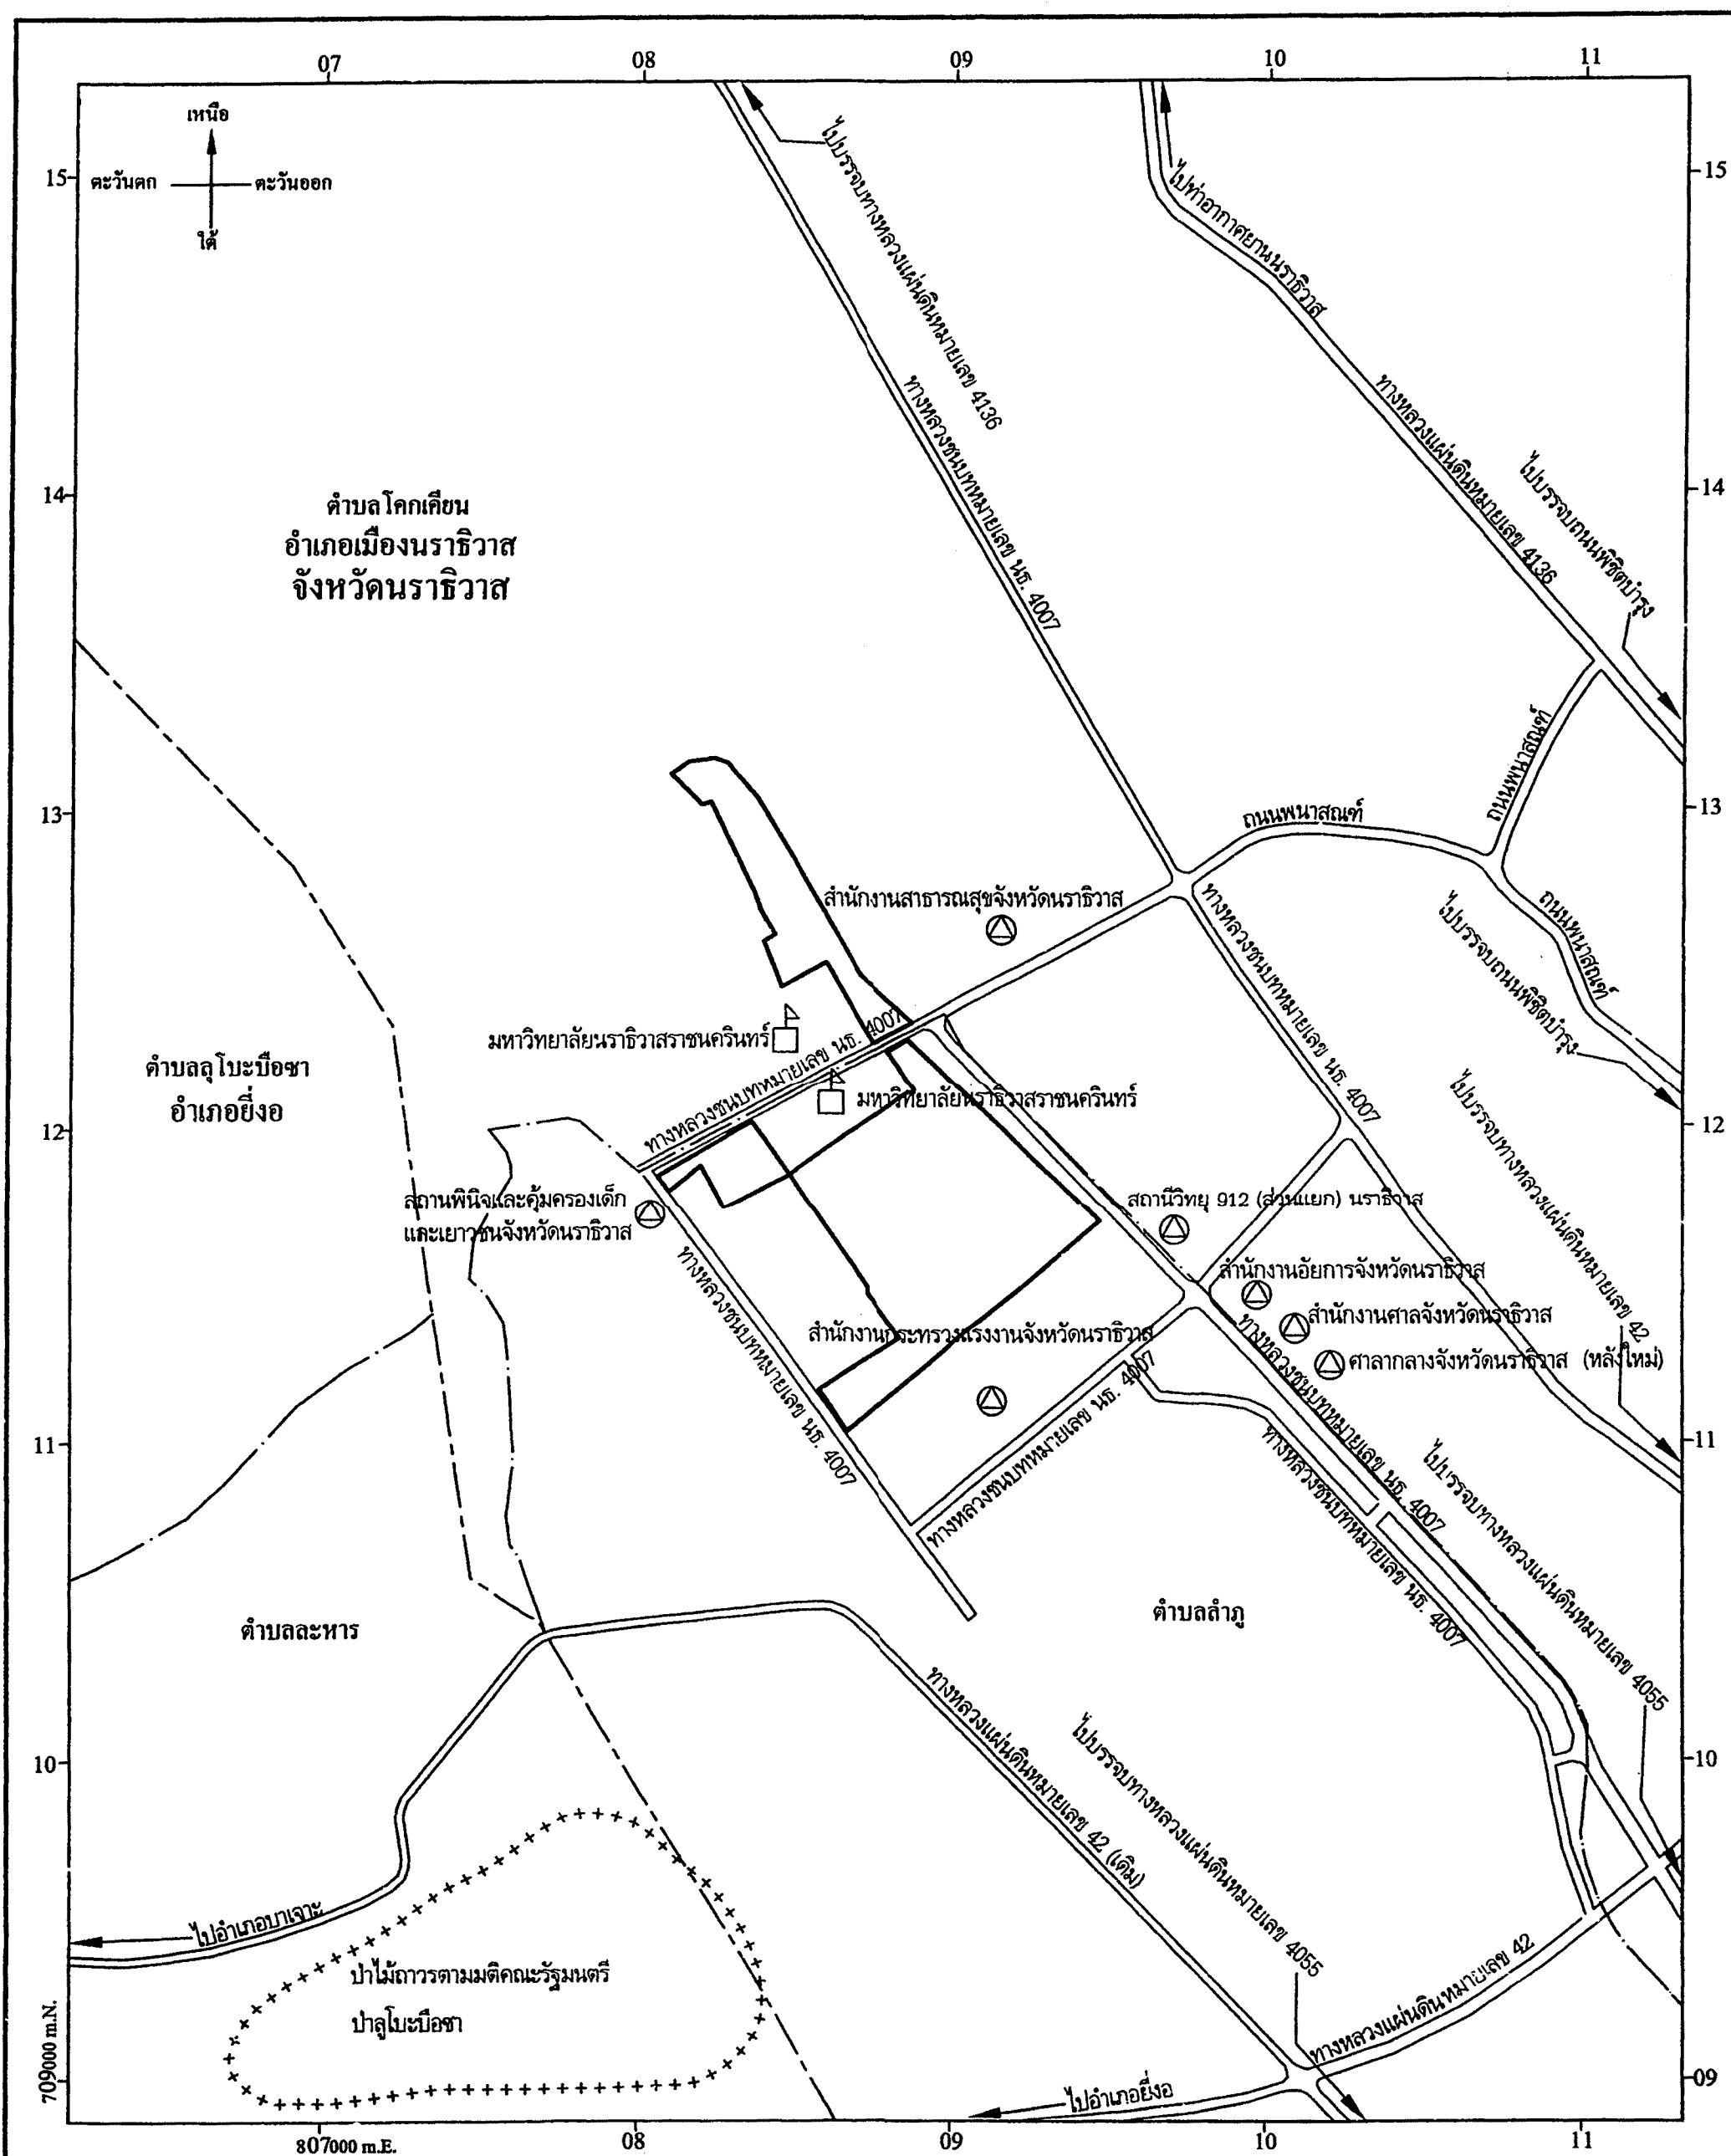 07 08 09 10 11
เหนือ
ตะวันตก ตะวันออก
ใต้
15 15
ไปบรรจบทางหลวงแผ่นดินหมายเลข 4136
ไปท่าอากาศยานนราธิวาส
ทางหลวงชนบทหมายเลข นธ. 4007
ทางหลวงแผ่นดินหมายเลข 4136
ไปบรรจบถนนพิชิตบำรุง
14 14
ตำบลโคกเคียน
อำเภอเมืองนราธิวาส
จังหวัดนราธิวาส
ถนนพนาสณฑ์
13 13
ถนนพนาสณฑ์
สำนักงานสาธารณสุขจังหวัดนราธิวาส
ทางหลวงชนบทหมายเลข นธ. 4007
ถนนพนาสณฑ์
ไปบรรจบถนนพิชิตบำรุง
มหาวิทยาลัยนราธิวาสราชนครินทร์
ทางหลวงชนบทหมายเลข นธ. 4007
มหาวิทยาลัยนราธิวาสราชนครินทร์
ตำบลลุโบะบือซา
อำเภอยี่งอ
12 12
ไปบรรจบทางหลวงแผ่นดินหมายเลข 42
สถานพินิจและคุ้มครองเด็ก
และเยาวชนจังหวัดนราธิวาส
สถานีวิทยุ 912 (ส่วนแยก) นราธิวาส
สำนักงานอัยการจังหวัดนราธิวาส
สำนักงานศาลจังหวัดนราธิวาส
ศาลากลางจังหวัดนราธิวาส (หลังใหม่)
สำนักงานกระทรวงแรงงานจังหวัดนราธิวาส
ทางหลวงชนบทหมายเลข นธ. 4007
ทางหลวงชนบทหมายเลข นธ. 4007
ทางหลวงชนบทหมายเลข นธ. 4007
ทางหลวงชนบทหมายเลข นธ. 4007
11 11
ไปบรรจบทางหลวงแผ่นดินหมายเลข 4055
ตำบลละหาร
ตำบลลำภู
ทางหลวงแผ่นดินหมายเลข 42 (เดิม)
ไปบรรจบทางหลวงแผ่นดินหมายเลข 4055
10 10
ไปอำเภอบาเจาะ
ป่าไม้ถาวรตามมติคณะรัฐมนตรี
ป่าลูโบะบือซา
ทางหลวงแผ่นดินหมายเลข 42
709000 m.N. 09
ไปอำเภอยี่งอ
807000 m.E. 08 09 10 11